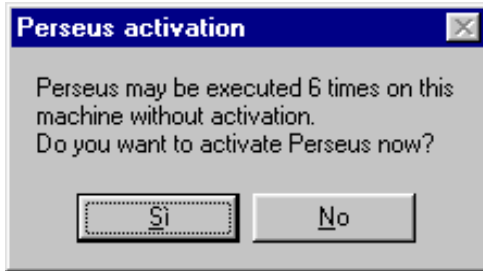 Perseus activation
Perseus may be executed 6 times on this
machine without activation.
Do you want to activate Perseus now?
Sì
No